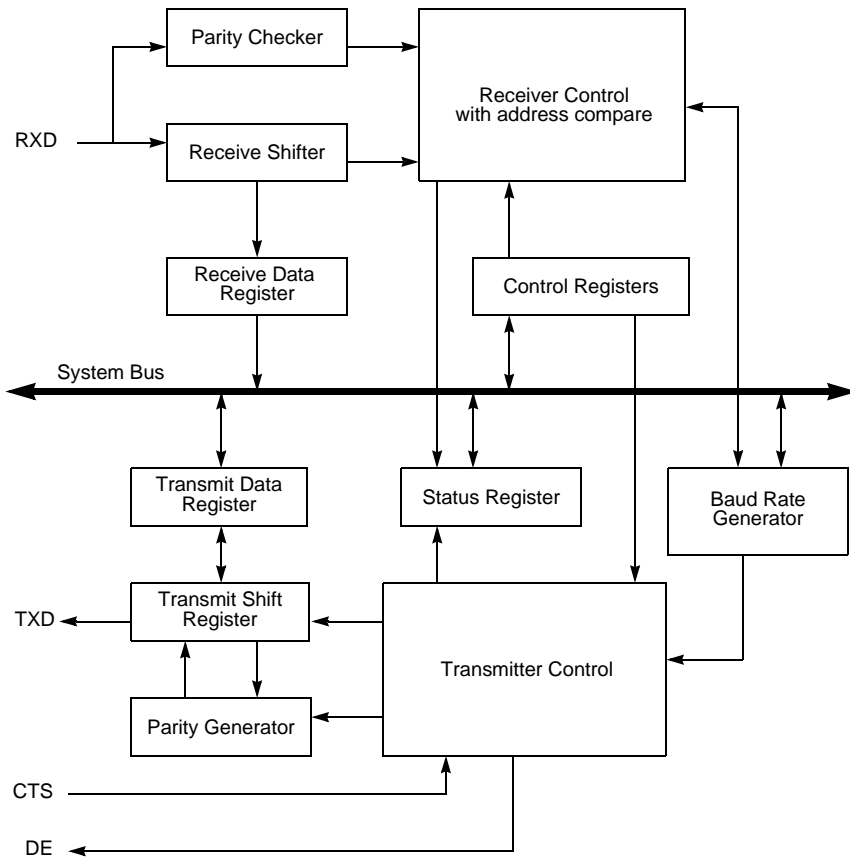 Parity Checker
Receiver Control
with address compare
RXD
Receive Shifter
Receive Data
Register
Control Registers
System Bus
Transmit Data
Register
Status Register
Baud Rate
Generator
TXD
Transmit Shift
Register
Transmitter Control
Parity Generator
CTS
DE